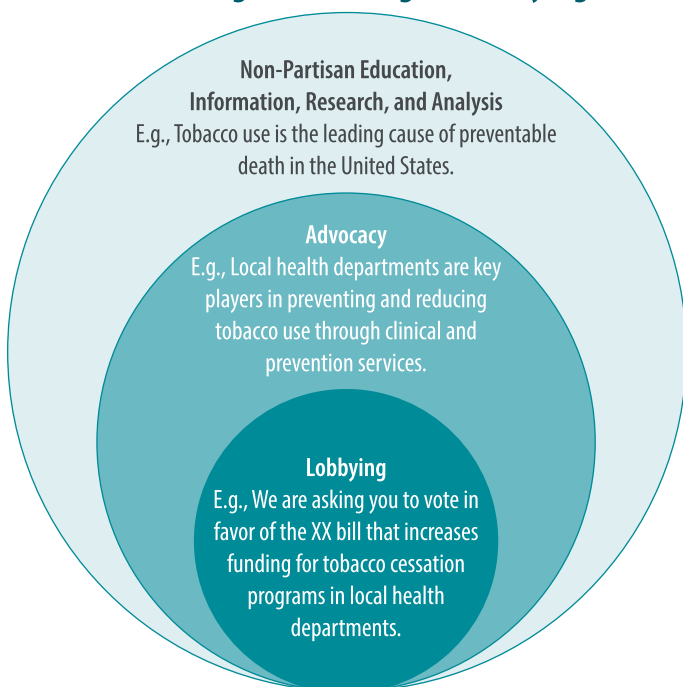 Non-Partisan Education,
Information, Research, and Analysis
E.g., Tobacco use is the leading cause of preventable
death in the United States.
Advocacy
E.g., Local health departments are key
players in preventing and reducing
tobacco use through clinical and
prevention services.
Lobbying
E.g., We are asking you to vote in
favor of the XX bill that increases
funding for tobacco cessation
programs in local health
departments.